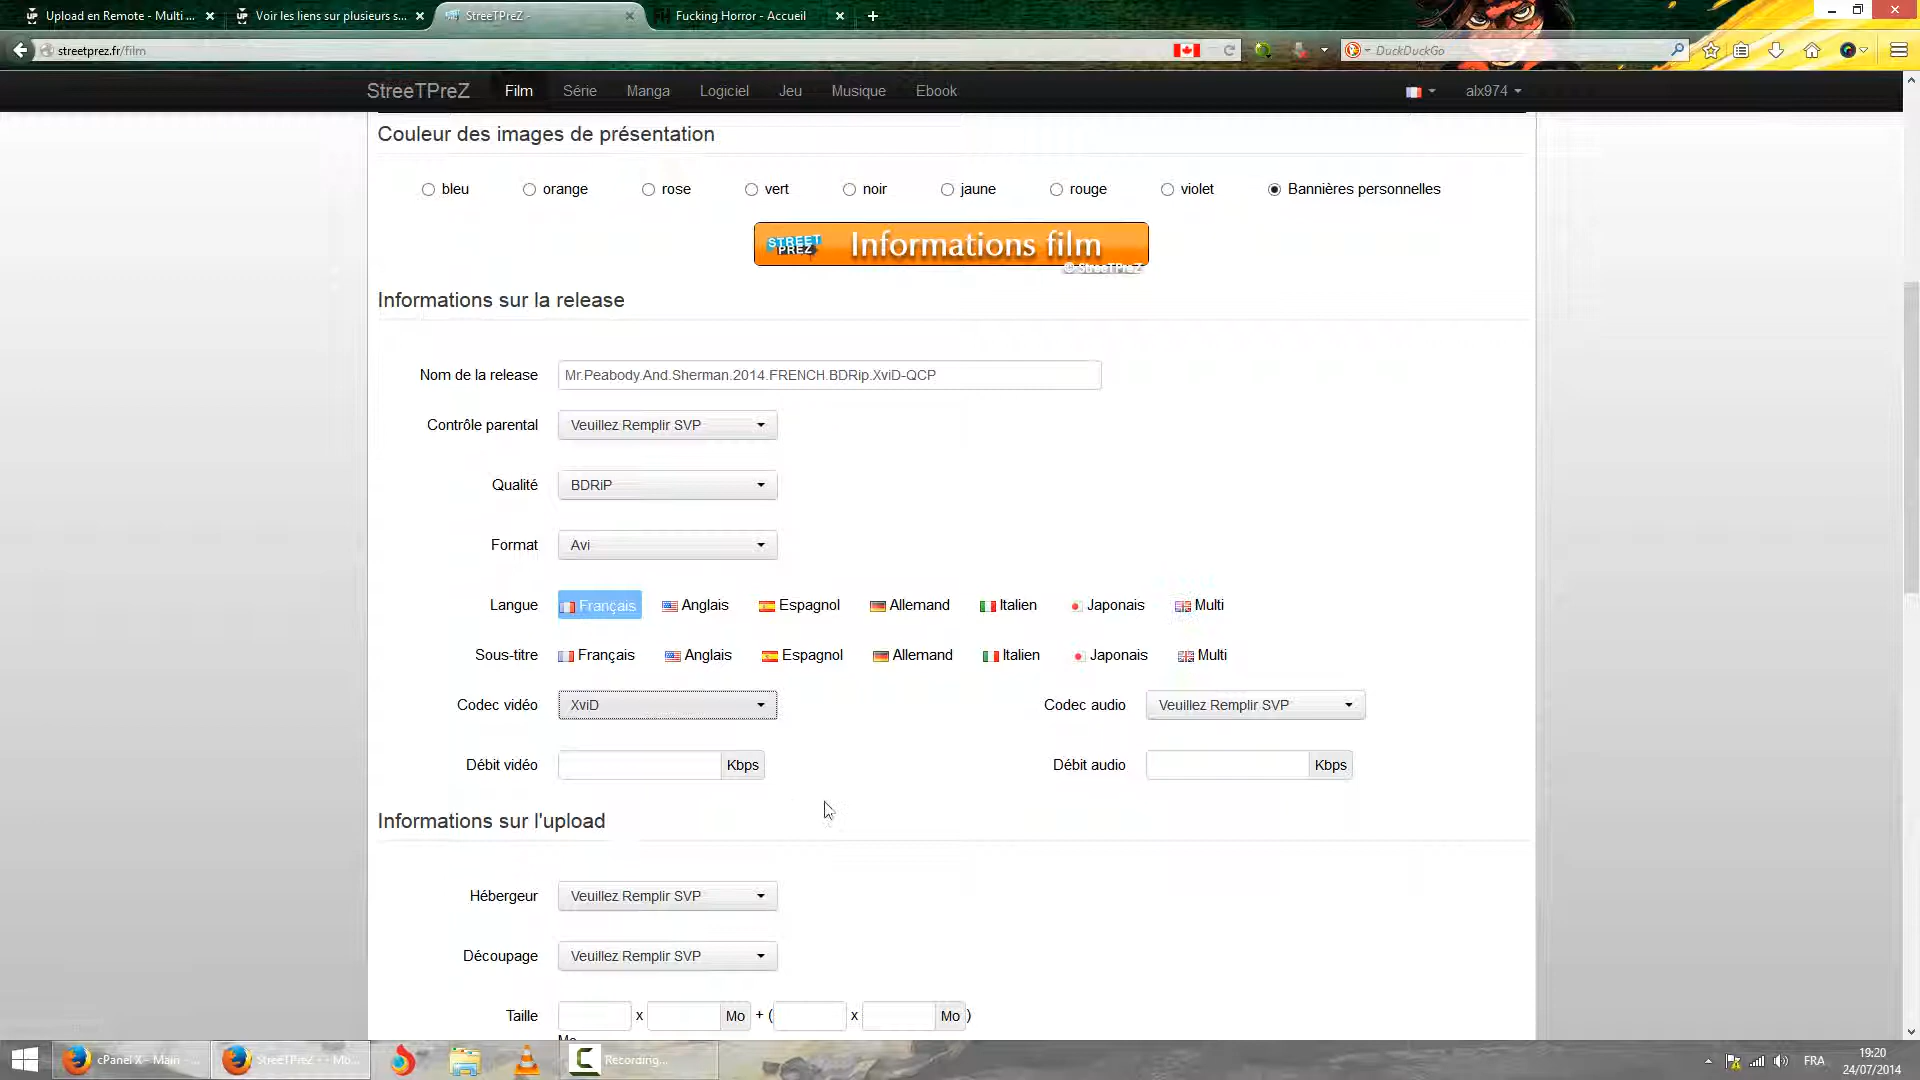 Upload en Remote - Multi ...
Voir les liens sur plusieurs s...
StreeTPreZ -
Fucking Horror - Accueil
streetprez.fr/film
DuckDuckGo
StreeTPreZ
Film
Série
Manga
Logiciel
Jeu
Musique
Ebook
alx974
Couleur des images de présentation
bleu
orange
rose
vert
noir
jaune
rouge
violet
Bannières personnelles
STREET PREZ
Informations film
© StreeTPreZ
Informations sur la release
Nom de la release
Mr.Peabody.And.Sherman.2014.FRENCH.BDRip.XviD-QCP
Contrôle parental
Veuillez Remplir SVP
Qualité
BDRiP
Format
Avi
Langue
Français
Anglais
Espagnol
Allemand
Italien
Japonais
Multi
Sous-titre
Français
Anglais
Espagnol
Allemand
Italien
Japonais
Multi
Codec vidéo
XviD
Codec audio
Veuillez Remplir SVP
Débit vidéo
Kbps
Débit audio
Kbps
Informations sur l'upload
Hébergeur
Veuillez Remplir SVP
Découpage
Veuillez Remplir SVP
Taille
x
Mo
+ (
x
Mo
)
cPanel X - Main - ...
StreeTPreZ - - Mo...
Recording...
FRA
19:20
24/07/2014